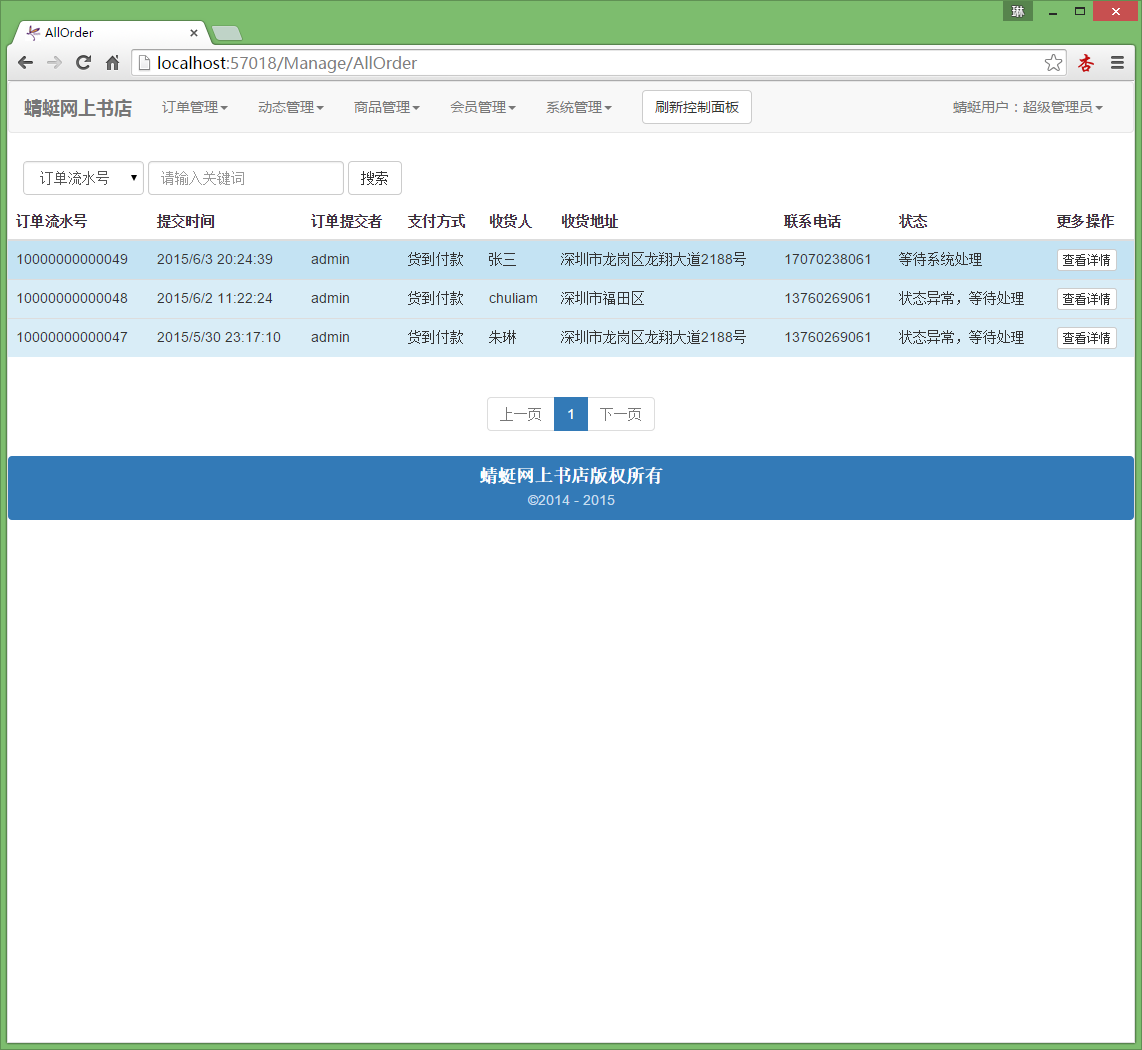 琳
AllOrder
localhost:57018/Manage/AllOrder
杏
蜻蜓网上书店 订单管理 动态管理 商品管理 会员管理 系统管理 刷新控制面板 蜻蜓用户：超级管理员
订单流水号 请输入关键词 搜索
订单流水号 提交时间 订单提交者 支付方式 收货人 收货地址 联系电话 状态 更多操作
10000000000049 2015/6/3 20:24:39 admin 货到付款 张三 深圳市龙岗区龙翔大道2188号 17070238061 等待系统处理 查看详情
10000000000048 2015/6/2 11:22:24 admin 货到付款 chuliam 深圳市福田区 13760269061 状态异常，等待处理 查看详情
10000000000047 2015/5/30 23:17:10 admin 货到付款 朱琳 深圳市龙岗区龙翔大道2188号 13760269061 状态异常，等待处理 查看详情
上一页 1 下一页
蜻蜓网上书店版权所有
©2014 - 2015